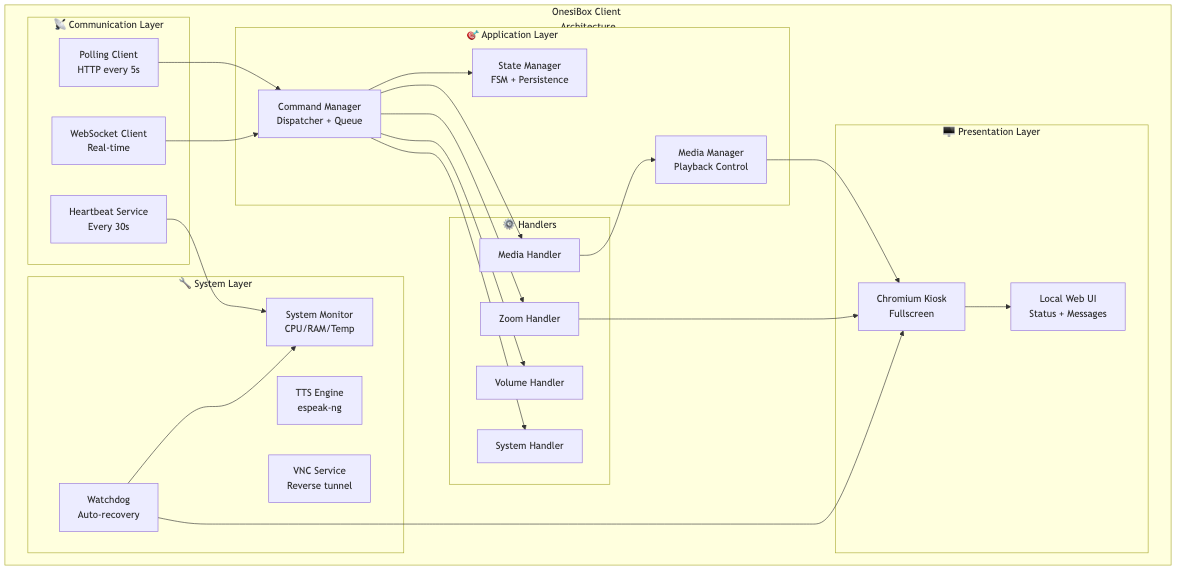 OnesiBox Client
Architecture
📡 Communication Layer
Polling Client
HTTP every 5s
WebSocket Client
Real-time
Heartbeat Service
Every 30s
🎯 Application Layer
State Manager
FSM + Persistence
Command Manager
Dispatcher + Queue
Media Manager
Playback Control
⚙️ Handlers
Media Handler
Zoom Handler
Volume Handler
System Handler
🔧 System Layer
System Monitor
CPU/RAM/Temp
TTS Engine
espeak-ng
VNC Service
Reverse tunnel
Watchdog
Auto-recovery
🖥️ Presentation Layer
Chromium Kiosk
Fullscreen
Local Web UI
Status + Messages